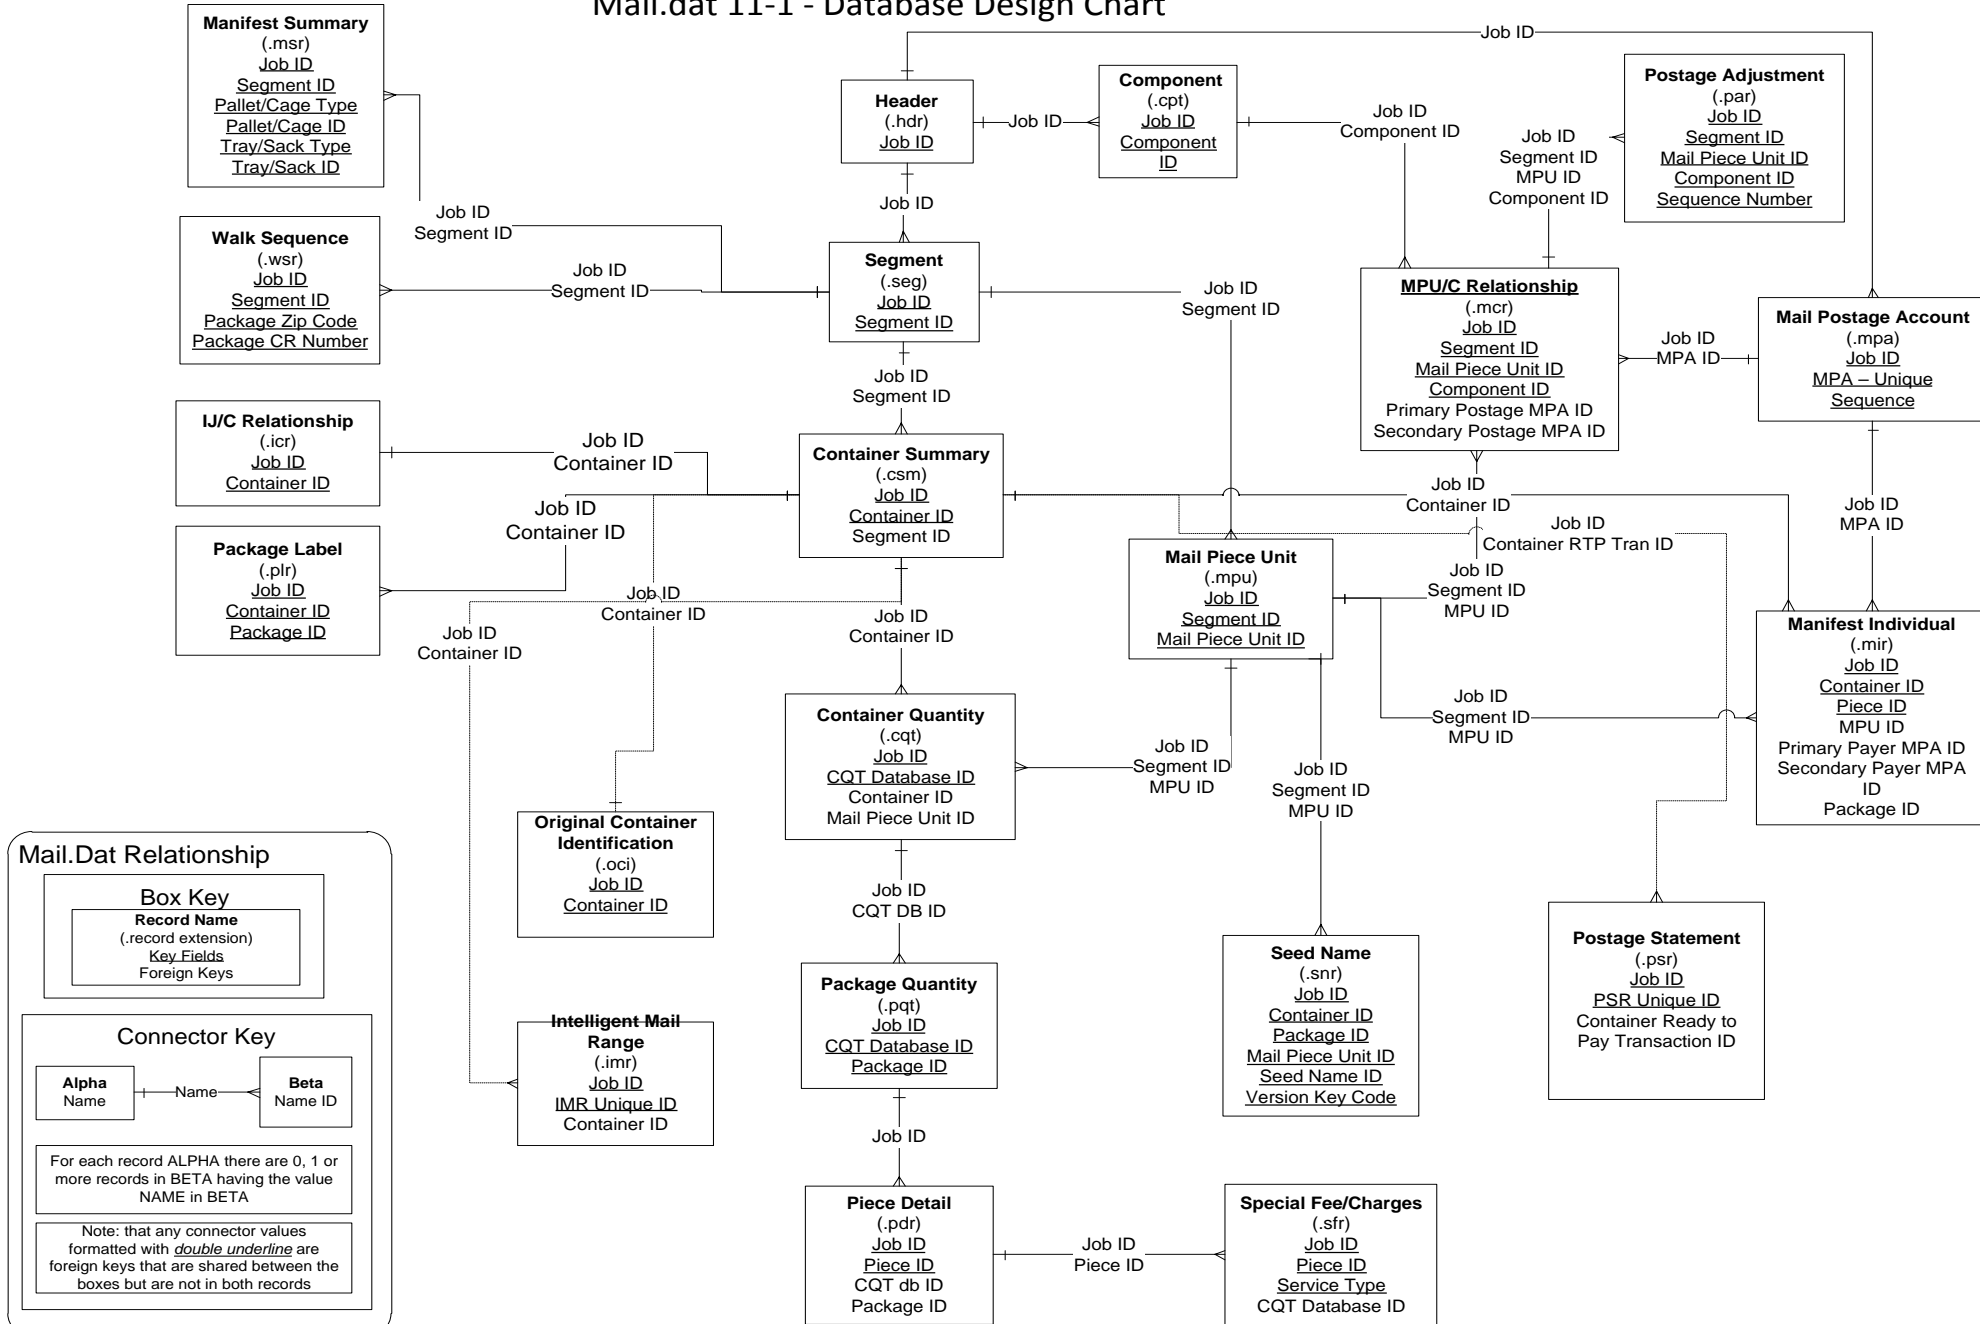 Mail.dat 11-1 - Database Design Chart
Manifest Summary
(.msr)
Job ID
Segment ID
Pallet/Cage Type
Pallet/Cage ID
Tray/Sack Type
Tray/Sack ID
Header
(.hdr)
Job ID
Job ID
Component
(.cpt)
Job ID
Component
ID
Job ID
Job ID
Component ID
Postage Adjustment
(.par)
Job ID
Segment ID
Mail Piece Unit ID
Component ID
Sequence Number
Job ID
Segment ID
MPU ID
Component ID
Job ID
Segment ID
Job ID
Walk Sequence
(.wsr)
Job ID
Segment ID
Package Zip Code
Package CR Number
Job ID
Segment ID
Segment
(.seg)
Job ID
Segment ID
Job ID
Segment ID
MPU/C Relationship
(.mcr)
Job ID
Segment ID
Mail Piece Unit ID
Component ID
Primary Postage MPA ID
Secondary Postage MPA ID
Job ID
MPA ID
Mail Postage Account
(.mpa)
Job ID
MPA – Unique
Sequence
Job ID
Segment ID
IJ/C Relationship
(.icr)
Job ID
Container ID
Job ID
Container ID
Container Summary
(.csm)
Job ID
Container ID
Segment ID
Job ID
Container ID
Job ID
MPA ID
Job ID
Container ID
Job ID
Container RTP Tran ID
Package Label
(.plr)
Job ID
Container ID
Package ID
Job ID
Container ID
Job ID
Container ID
Job ID
Container ID
Mail Piece Unit
(.mpu)
Job ID
Segment ID
Mail Piece Unit ID
Job ID
Segment ID
MPU ID
Manifest Individual
(.mir)
Job ID
Container ID
Piece ID
MPU ID
Primary Payer MPA ID
Secondary Payer MPA
ID
Package ID
Job ID
Segment ID
MPU ID
Container Quantity
(.cqt)
Job ID
CQT Database ID
Container ID
Mail Piece Unit ID
Job ID
Segment ID
MPU ID
Job ID
Segment ID
MPU ID
Original Container
Identification
(.oci)
Job ID
Container ID
Job ID
CQT DB ID
Mail.Dat Relationship
Box Key
Record Name
(.record extension)
Key Fields
Foreign Keys
Connector Key
Alpha
Name
Name
Beta
Name ID
For each record ALPHA there are 0, 1 or
more records in BETA having the value
NAME in BETA
Note: that any connector values
formatted with double underline are
foreign keys that are shared between the
boxes but are not in both records
Intelligent Mail
Range
(.imr)
Job ID
IMR Unique ID
Container ID
Package Quantity
(.pqt)
Job ID
CQT Database ID
Package ID
Seed Name
(.snr)
Job ID
Container ID
Package ID
Mail Piece Unit ID
Seed Name ID
Version Key Code
Postage Statement
(.psr)
Job ID
PSR Unique ID
Container Ready to
Pay Transaction ID
Job ID
Piece Detail
(.pdr)
Job ID
Piece ID
CQT db ID
Package ID
Job ID
Piece ID
Special Fee/Charges
(.sfr)
Job ID
Piece ID
Service Type
CQT Database ID